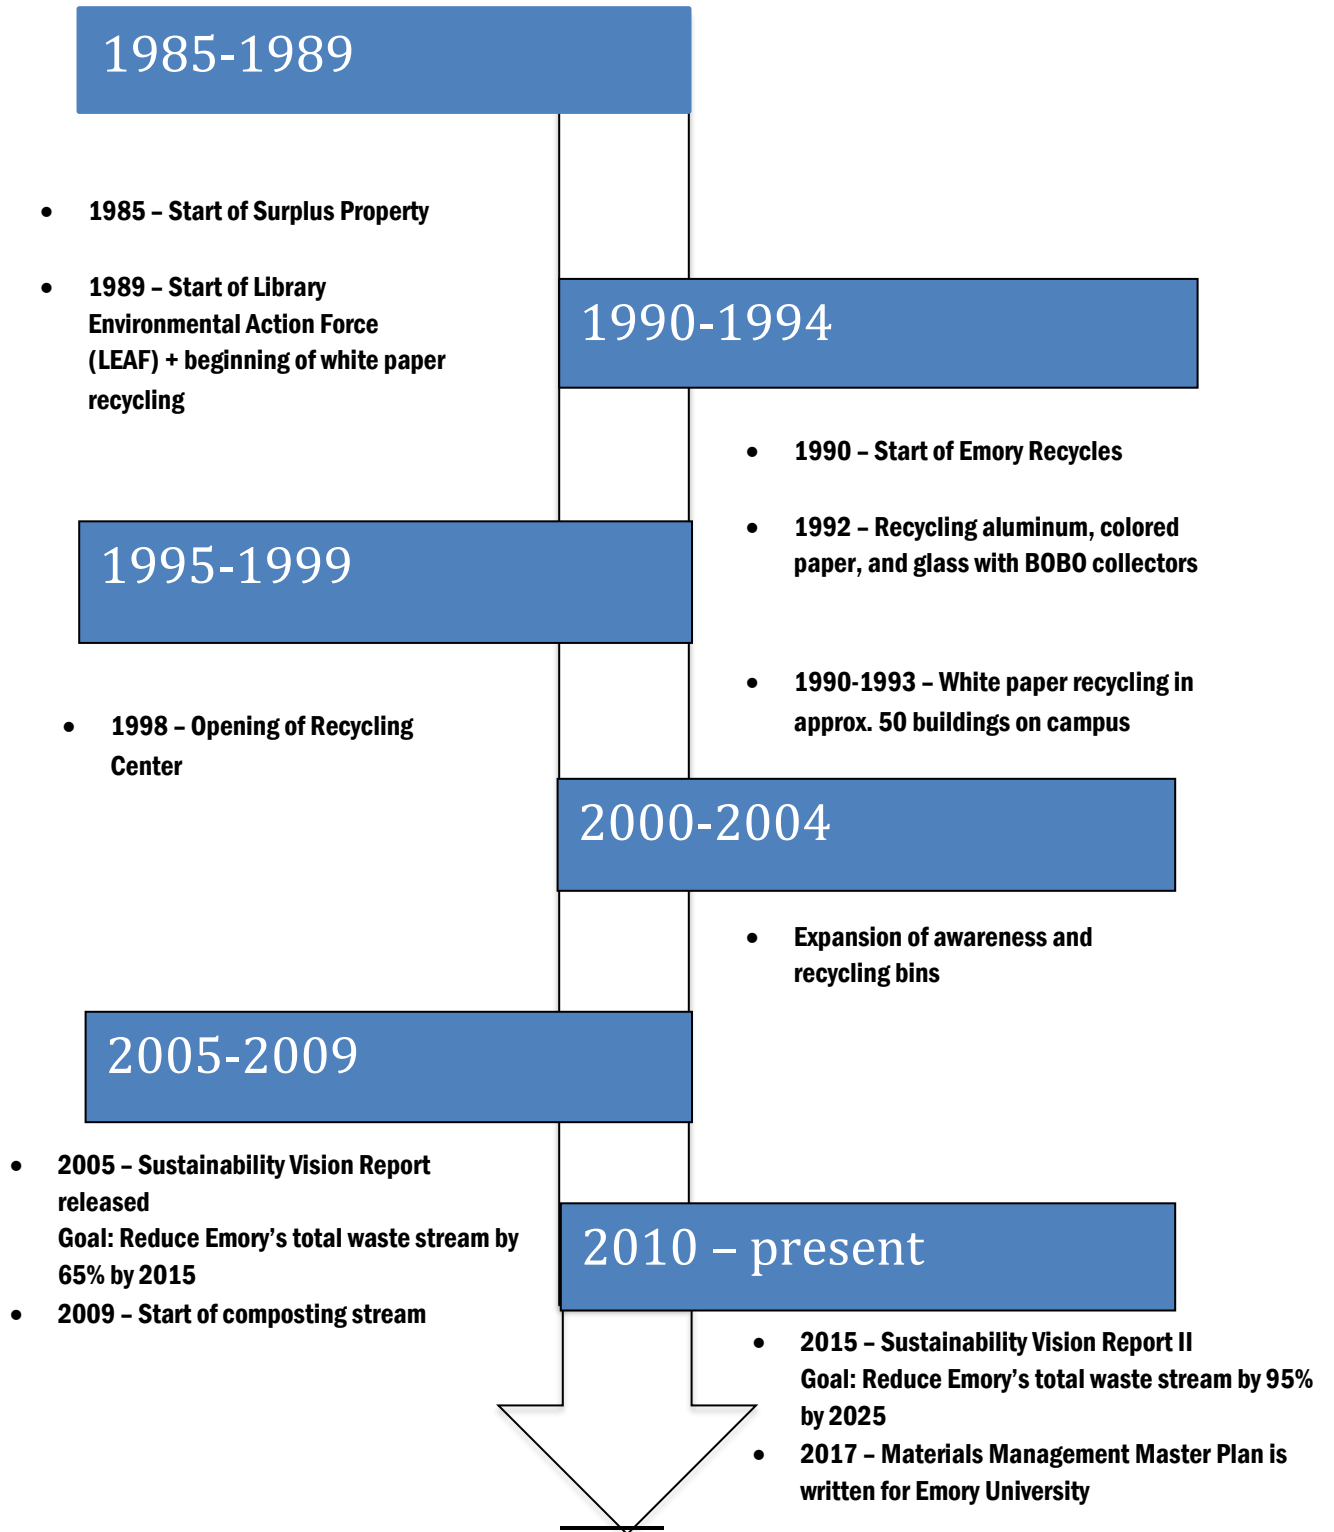 1985-1989
• 1985 – Start of Surplus Property
• 1989 – Start of Library
Environmental Action Force
(LEAF) + beginning of white paper
recycling
1990-1994
• 1990 – Start of Emory Recycles
• 1992 – Recycling aluminum, colored
paper, and glass with BOBO collectors
• 1990-1993 – White paper recycling in
approx. 50 buildings on campus
1995-1999
• 1998 – Opening of Recycling
Center
2000-2004
• Expansion of awareness and
recycling bins
2005-2009
• 2005 – Sustainability Vision Report
released
Goal: Reduce Emory’s total waste stream by
65% by 2015
• 2009 – Start of composting stream
2010 – present
• 2015 – Sustainability Vision Report II
Goal: Reduce Emory’s total waste stream by 95%
by 2025
• 2017 – Materials Management Master Plan is
written for Emory University